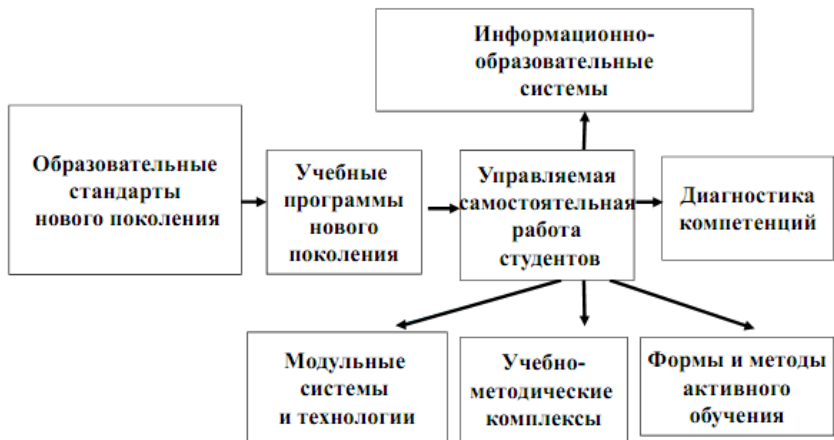 Информационно-
образовательные
системы
Образовательные
стандарты
нового поколения
Учебные
программы
нового
поколения
Управляемая
самостоятельная
работа
студентов
Диагностика
компетенций
Модульные
системы
и технологии
Учебно-
методические
комплексы
Формы и методы
активного
обучения